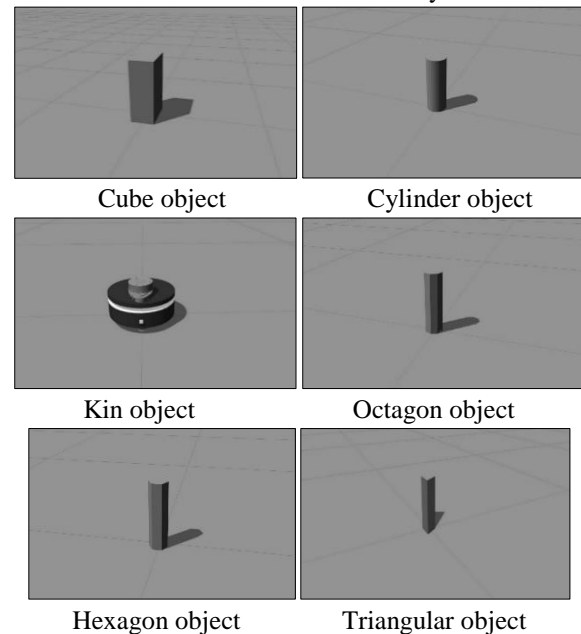 Cube object
Cylinder object
Kin object
Octagon object
Hexagon object
Triangular object